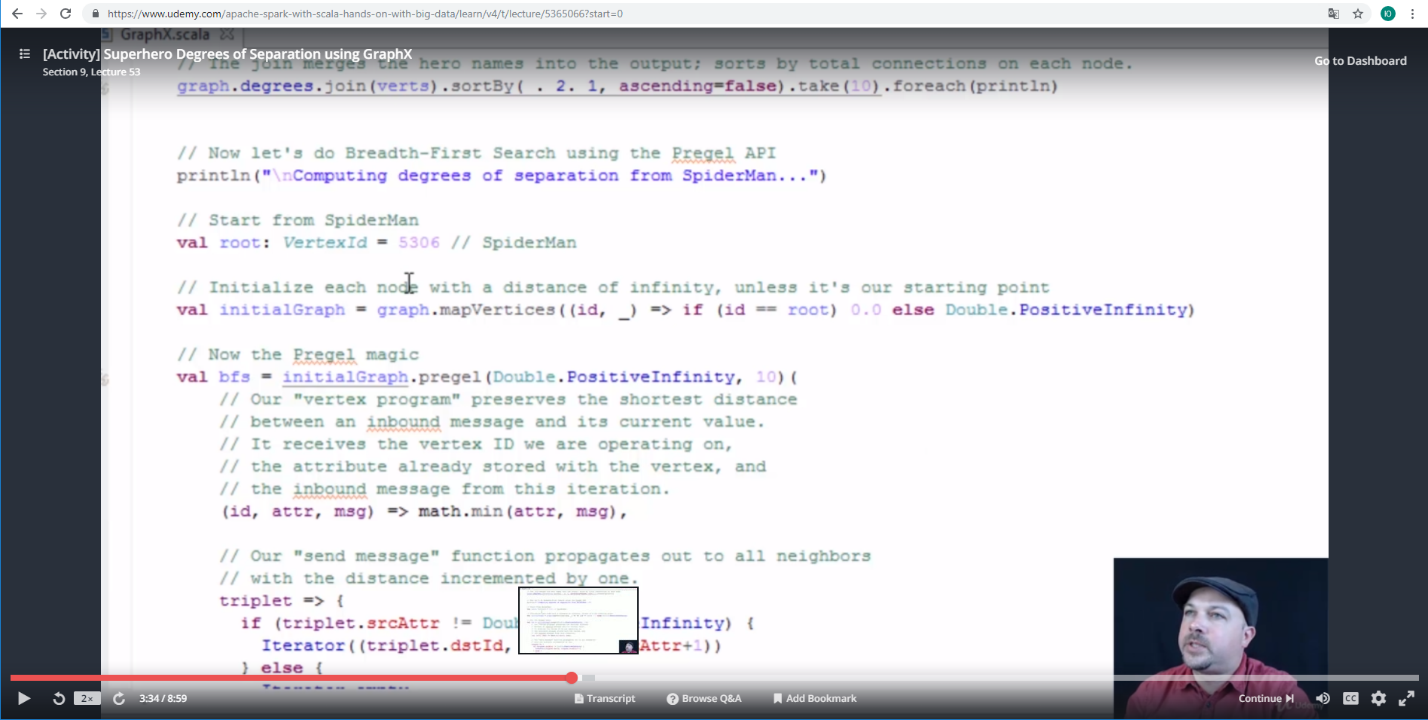 https://www.udemy.com/apache-spark-with-scala-hands-on-with-big-data/learn/v4/t/lecture/5365066?start=0
GraphX.scala
[Activity] Superhero Degrees of Separation using GraphX
Section 9, Lecture 53
Go to Dashboard
// The join merges the hero names into the output; sorts by total connections on each node.
graph.degrees.join(verts).sortBy(_._2._1, ascending=false).take(10).foreach(println)
// Now let's do Breadth-First Search using the Pregel API
println("\nComputing degrees of separation from SpiderMan...")
// Start from SpiderMan
val root: VertexId = 5306 // SpiderMan
// Initialize each node with a distance of infinity, unless it's our starting point
val initialGraph = graph.mapVertices((id, _) => if (id == root) 0.0 else Double.PositiveInfinity)
// Now the Pregel magic
val bfs = initialGraph.pregel(Double.PositiveInfinity, 10)(
// Our "vertex program" preserves the shortest distance
// between an inbound message and its current value.
// It receives the vertex ID we are operating on,
// the attribute already stored with the vertex, and
// the inbound message from this iteration.
(id, attr, msg) => math.min(attr, msg),
// Our "send message" function propagates out to all neighbors
// with the distance incremented by one.
triplet => {
if (triplet.srcAttr != Doub Infinity) {
Iterator((triplet.dstId, Attr+1))
} else {
2×
3:34 / 8:59
Transcript
Browse Q&A
Add Bookmark
Continue
CC